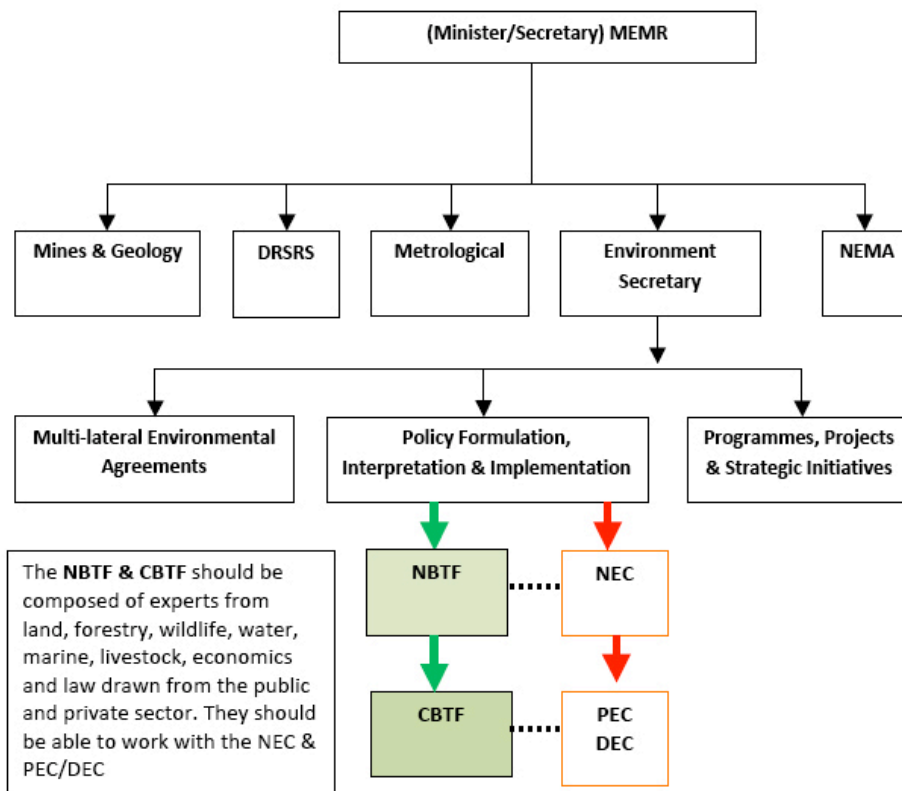 (Minister/Secretary) MEMR
Mines & Geology
DRSRS
Metrological
Environment
Secretary
NEMA
Multi-lateral Environmental
Agreements
Policy Formulation,
Interpretation & Implementation
Programmes, Projects
& Strategic Initiatives
The NBTF & CBTF should be
composed of experts from
land, forestry, wildlife, water,
marine, livestock, economics
and law drawn from the public
and private sector. They should
be able to work with the NEC &
PEC/DEC
NBTF
NEC
CBTF
PEC
DEC